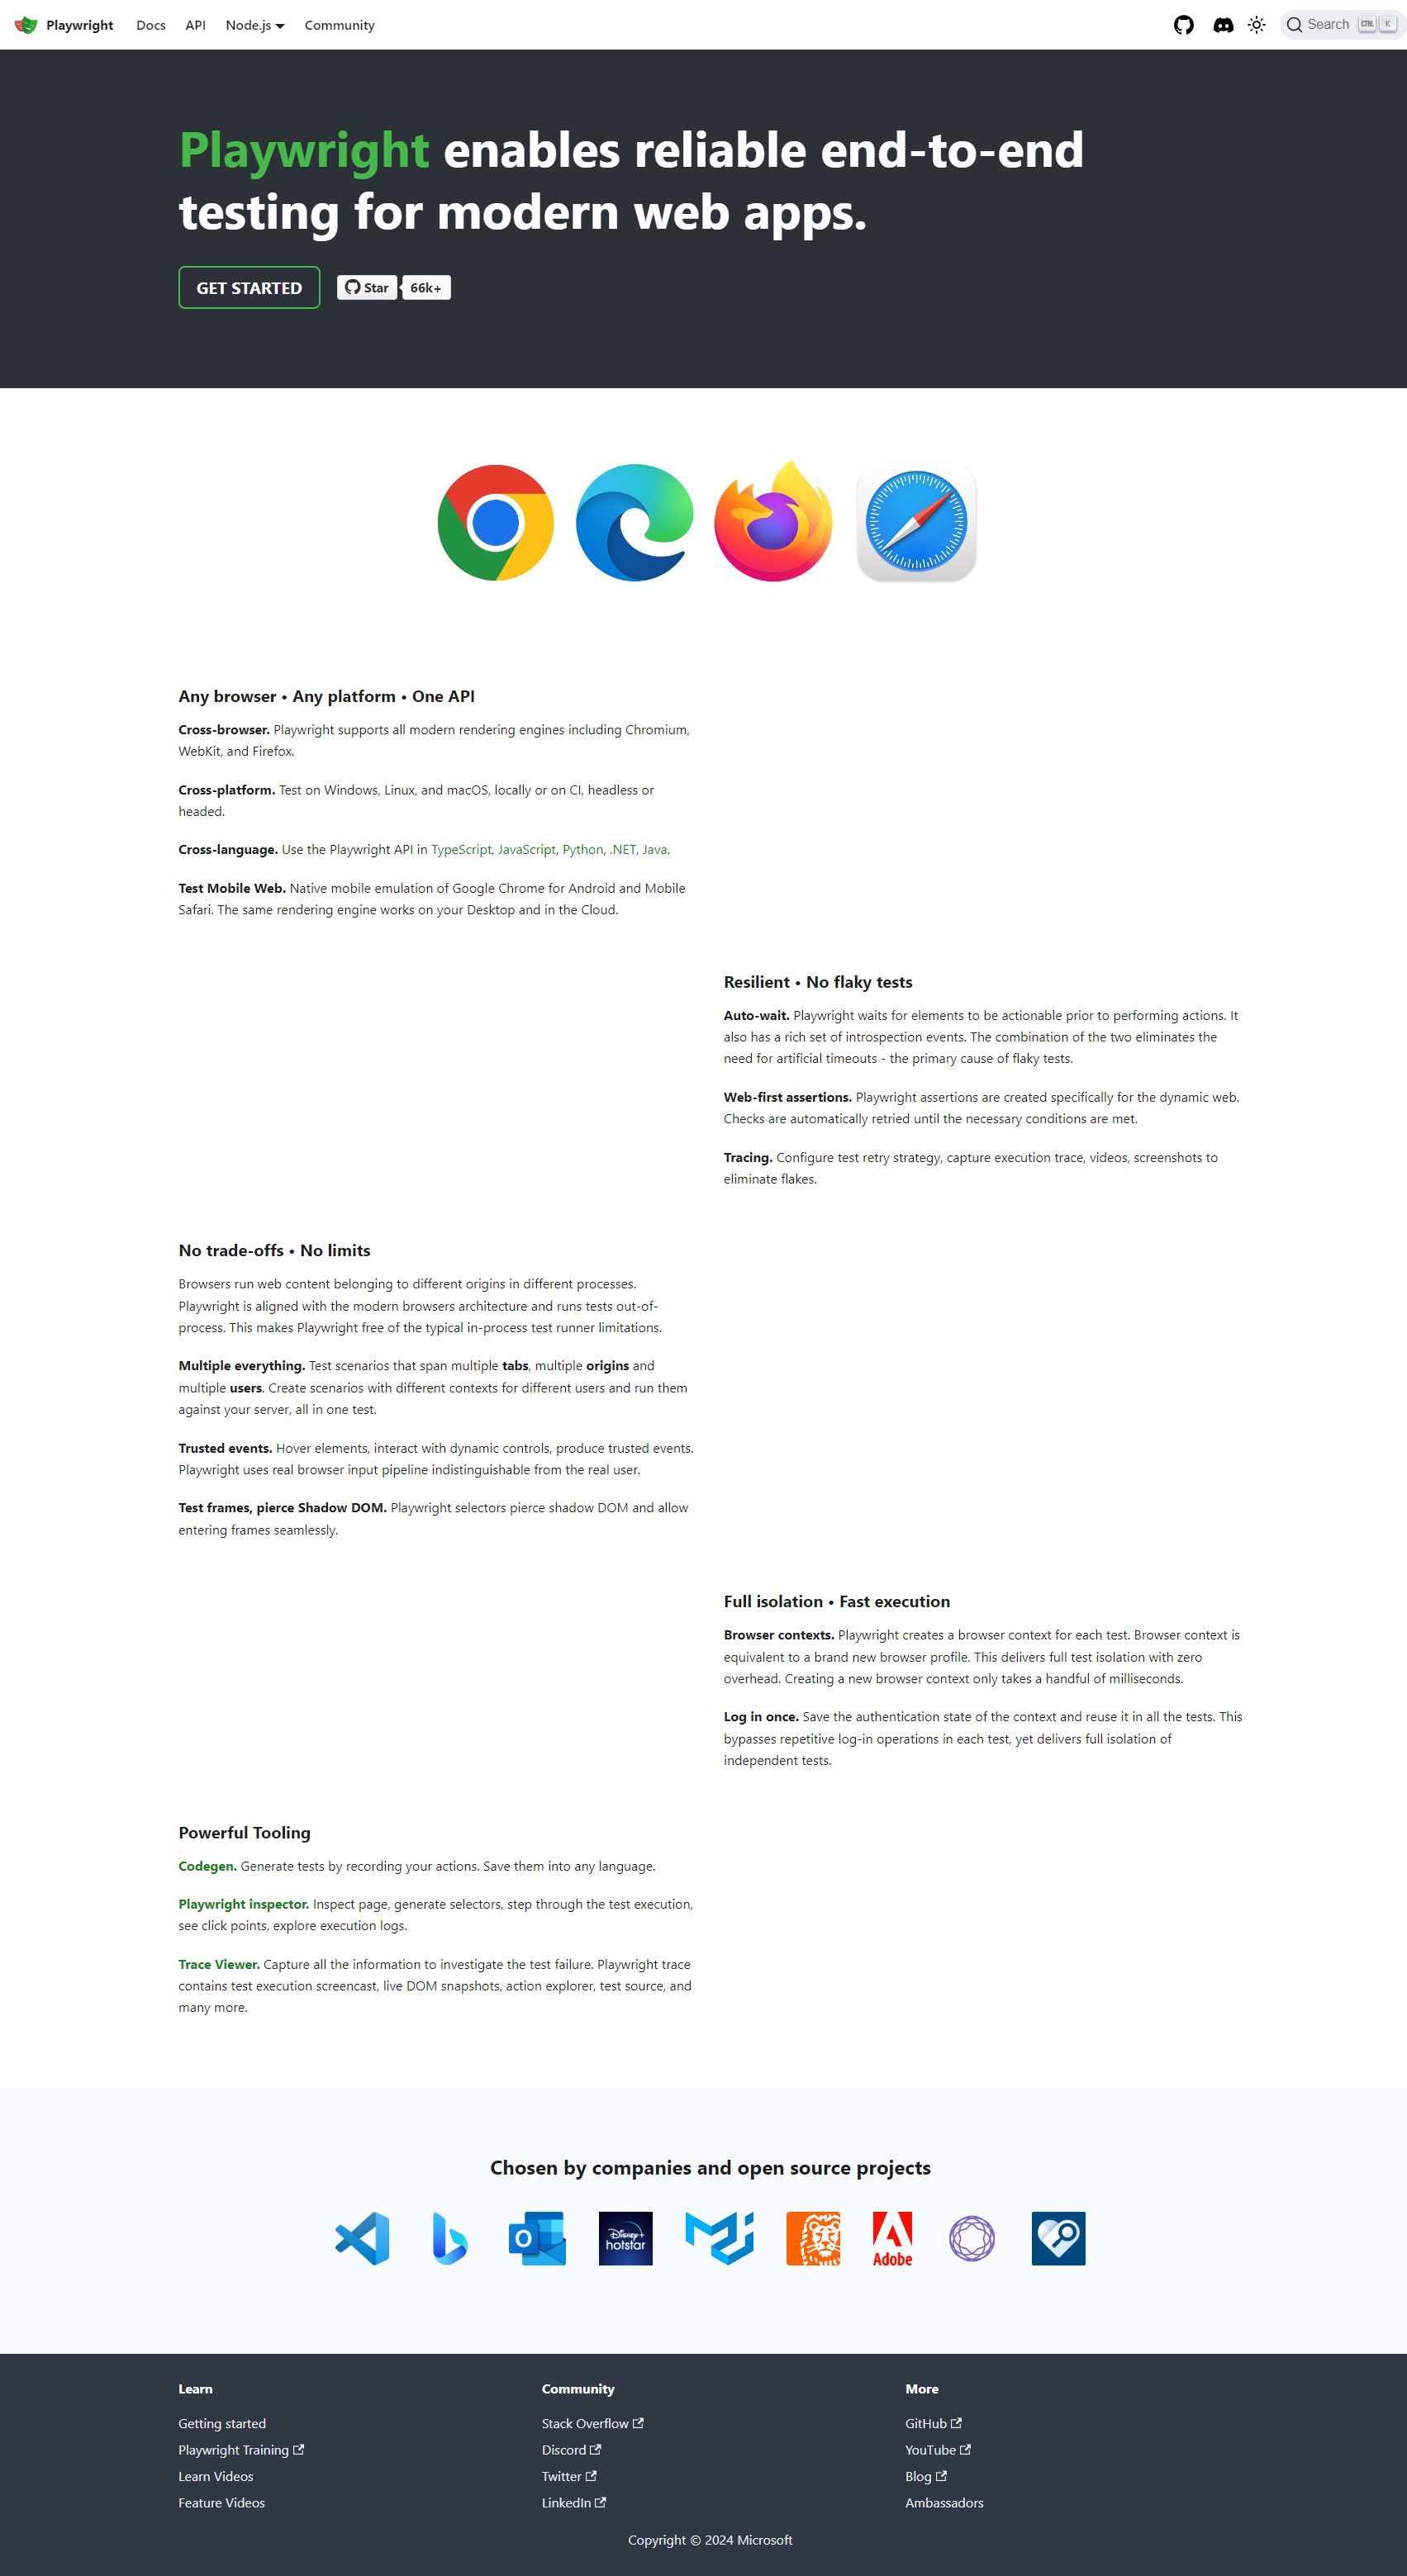 Playwright Docs API Node.js Community Search CTRL K
Playwright enables reliable end-to-end
testing for modern web apps.
GET STARTED Star 66k+
Any browser • Any platform • One API
Cross-browser. Playwright supports all modern rendering engines including Chromium,
WebKit, and Firefox.
Cross-platform. Test on Windows, Linux, and macOS, locally or on CI, headless or
headed.
Cross-language. Use the Playwright API in TypeScript, JavaScript, Python, .NET, Java.
Test Mobile Web. Native mobile emulation of Google Chrome for Android and Mobile
Safari. The same rendering engine works on your Desktop and in the Cloud.
Resilient • No flaky tests
Auto-wait. Playwright waits for elements to be actionable prior to performing actions. It
also has a rich set of introspection events. The combination of the two eliminates the
need for artificial timeouts - the primary cause of flaky tests.
Web-first assertions. Playwright assertions are created specifically for the dynamic web.
Checks are automatically retried until the necessary conditions are met.
Tracing. Configure test retry strategy, capture execution trace, videos, screenshots to
eliminate flakes.
No trade-offs • No limits
Browsers run web content belonging to different origins in different processes.
Playwright is aligned with the modern browsers architecture and runs tests out-of-
process. This makes Playwright free of the typical in-process test runner limitations.
Multiple everything. Test scenarios that span multiple tabs, multiple origins and
multiple users. Create scenarios with different contexts for different users and run them
against your server, all in one test.
Trusted events. Hover elements, interact with dynamic controls, produce trusted events.
Playwright uses real browser input pipeline indistinguishable from the real user.
Test frames, pierce Shadow DOM. Playwright selectors pierce shadow DOM and allow
entering frames seamlessly.
Full isolation • Fast execution
Browser contexts. Playwright creates a browser context for each test. Browser context is
equivalent to a brand new browser profile. This delivers full test isolation with zero
overhead. Creating a new browser context only takes a handful of milliseconds.
Log in once. Save the authentication state of the context and reuse it in all the tests. This
bypasses repetitive log-in operations in each test, yet delivers full isolation of
independent tests.
Powerful Tooling
Codegen. Generate tests by recording your actions. Save them into any language.
Playwright inspector. Inspect page, generate selectors, step through the test execution,
see click points, explore execution logs.
Trace Viewer. Capture all the information to investigate the test failure. Playwright trace
contains test execution screencast, live DOM snapshots, action explorer, test source, and
many more.
Chosen by companies and open source projects
Disney+
hotstar
Adobe
Learn
Getting started
Playwright Training
Learn Videos
Feature Videos
Community
Stack Overflow
Discord
Twitter
LinkedIn
More
GitHub
YouTube
Blog
Ambassadors
Copyright © 2024 Microsoft